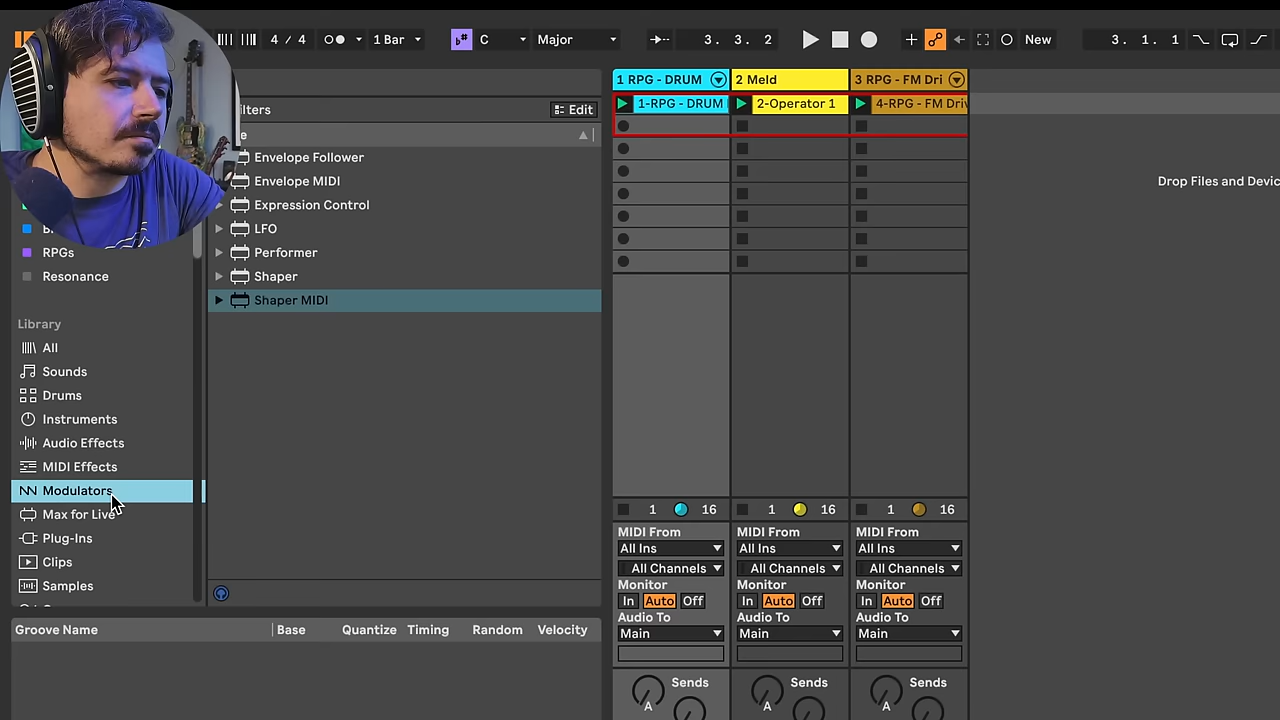 4 / 4
1 Bar
C
Major
3. 3. 2
New
3. 1. 1
Edit
Envelope Follower
Envelope MIDI
Expression Control
LFO
Performer
Shaper
Shaper MIDI
RPGs
Resonance
Library
All
Sounds
Drums
Instruments
Audio Effects
MIDI Effects
Modulators
Max for Live
Plug-Ins
Clips
Samples
Groove Name
Base
Quantize
Timing
Random
Velocity
1 RPG - DRUM
2 Meld
3 RPG - FM Dri
1-RPG - DRUM
2-Operator 1
4-RPG - FM Driv
Drop Files and Devic
1 16
1 16
1 16
MIDI From
All Ins
All Channels
Monitor
In Auto Off
Audio To
Main
Sends
A
MIDI From
All Ins
All Channels
Monitor
In Auto Off
Audio To
Main
Sends
A
MIDI From
All Ins
All Channels
Monitor
In Auto Off
Audio To
Main
Sends
A